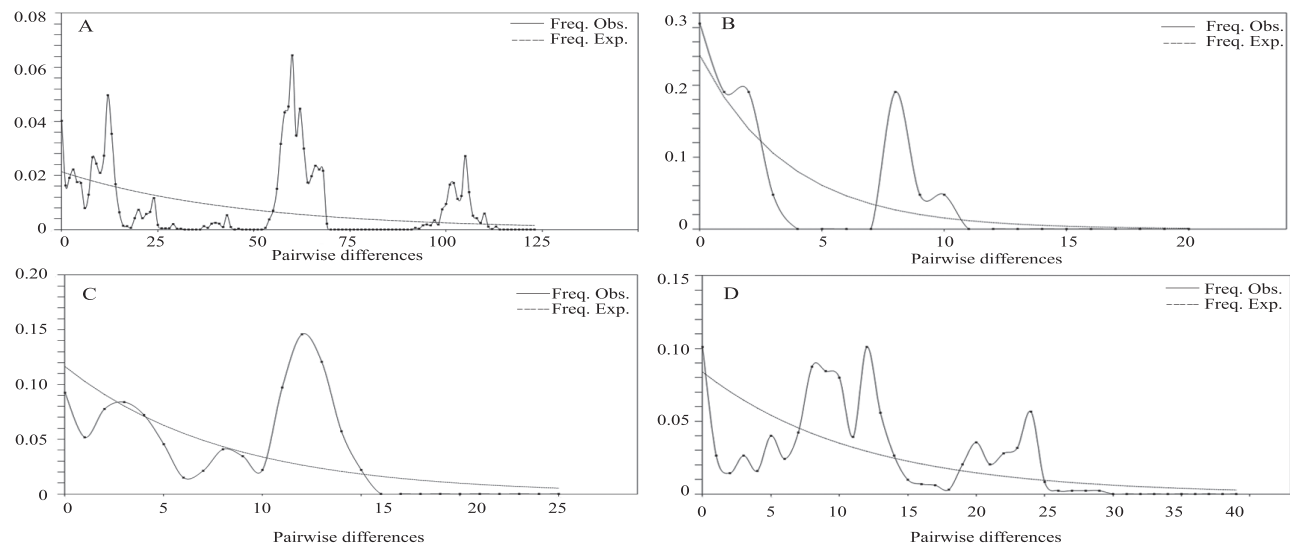 A
Freq. Obs.
Freq. Exp.
0.08
0.06
0.04
0.02
0
0 25 50 75 100 125
Pairwise differences
B
Freq. Obs.
Freq. Exp.
0.3
0.2
0.1
0
0 5 10 15 20
Pairwise differences
C
Freq. Obs.
Freq. Exp.
0.20
0.15
0.10
0.05
0
0 5 10 15 20 25
Pairwise differences
D
Freq. Obs.
Freq. Exp.
0.15
0.10
0.05
0
0 5 10 15 20 25 30 35 40
Pairwise differences